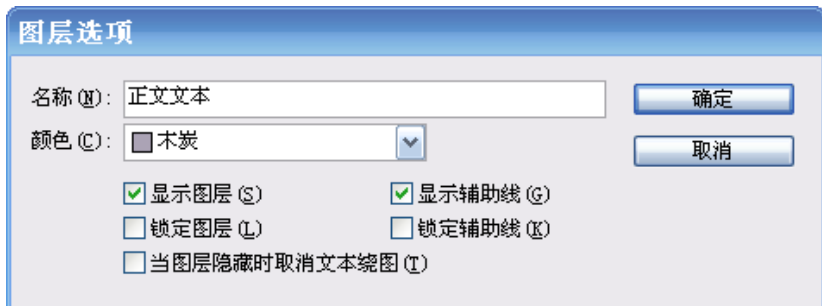 图层选项
名称(N): 正文文本 确定
颜色(C): 木炭 取消
显示图层(S) 显示辅助线(G)
锁定图层(L) 锁定辅助线(K)
当图层隐藏时取消文本绕图(T)